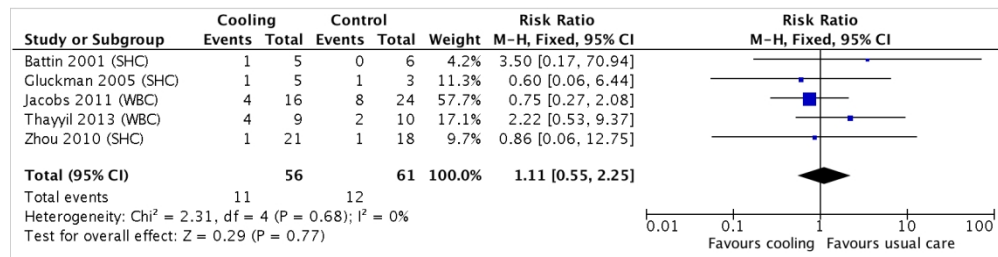 Cooling Control Risk Ratio Risk Ratio
Study or Subgroup Events Total Events Total Weight M-H, Fixed, 95% CI M-H, Fixed, 95% CI
Battin 2001 (SHC) 1 5 0 6 4.2% 3.50 [0.17, 70.94]
Gluckman 2005 (SHC) 1 5 1 3 11.3% 0.60 [0.06, 6.44]
Jacobs 2011 (WBC) 4 16 8 24 57.7% 0.75 [0.27, 2.08]
Thayyil 2013 (WBC) 4 9 2 10 17.1% 2.22 [0.53, 9.37]
Zhou 2010 (SHC) 1 21 1 18 9.7% 0.86 [0.06, 12.75]
Total (95% CI) 56 61 100.0% 1.11 [0.55, 2.25]
Total events 11 12
Heterogeneity: Chi² = 2.31, df = 4 (P = 0.68); I² = 0%
Test for overall effect: Z = 0.29 (P = 0.77)
0.01 0.1 1 10 100
Favours cooling Favours usual care